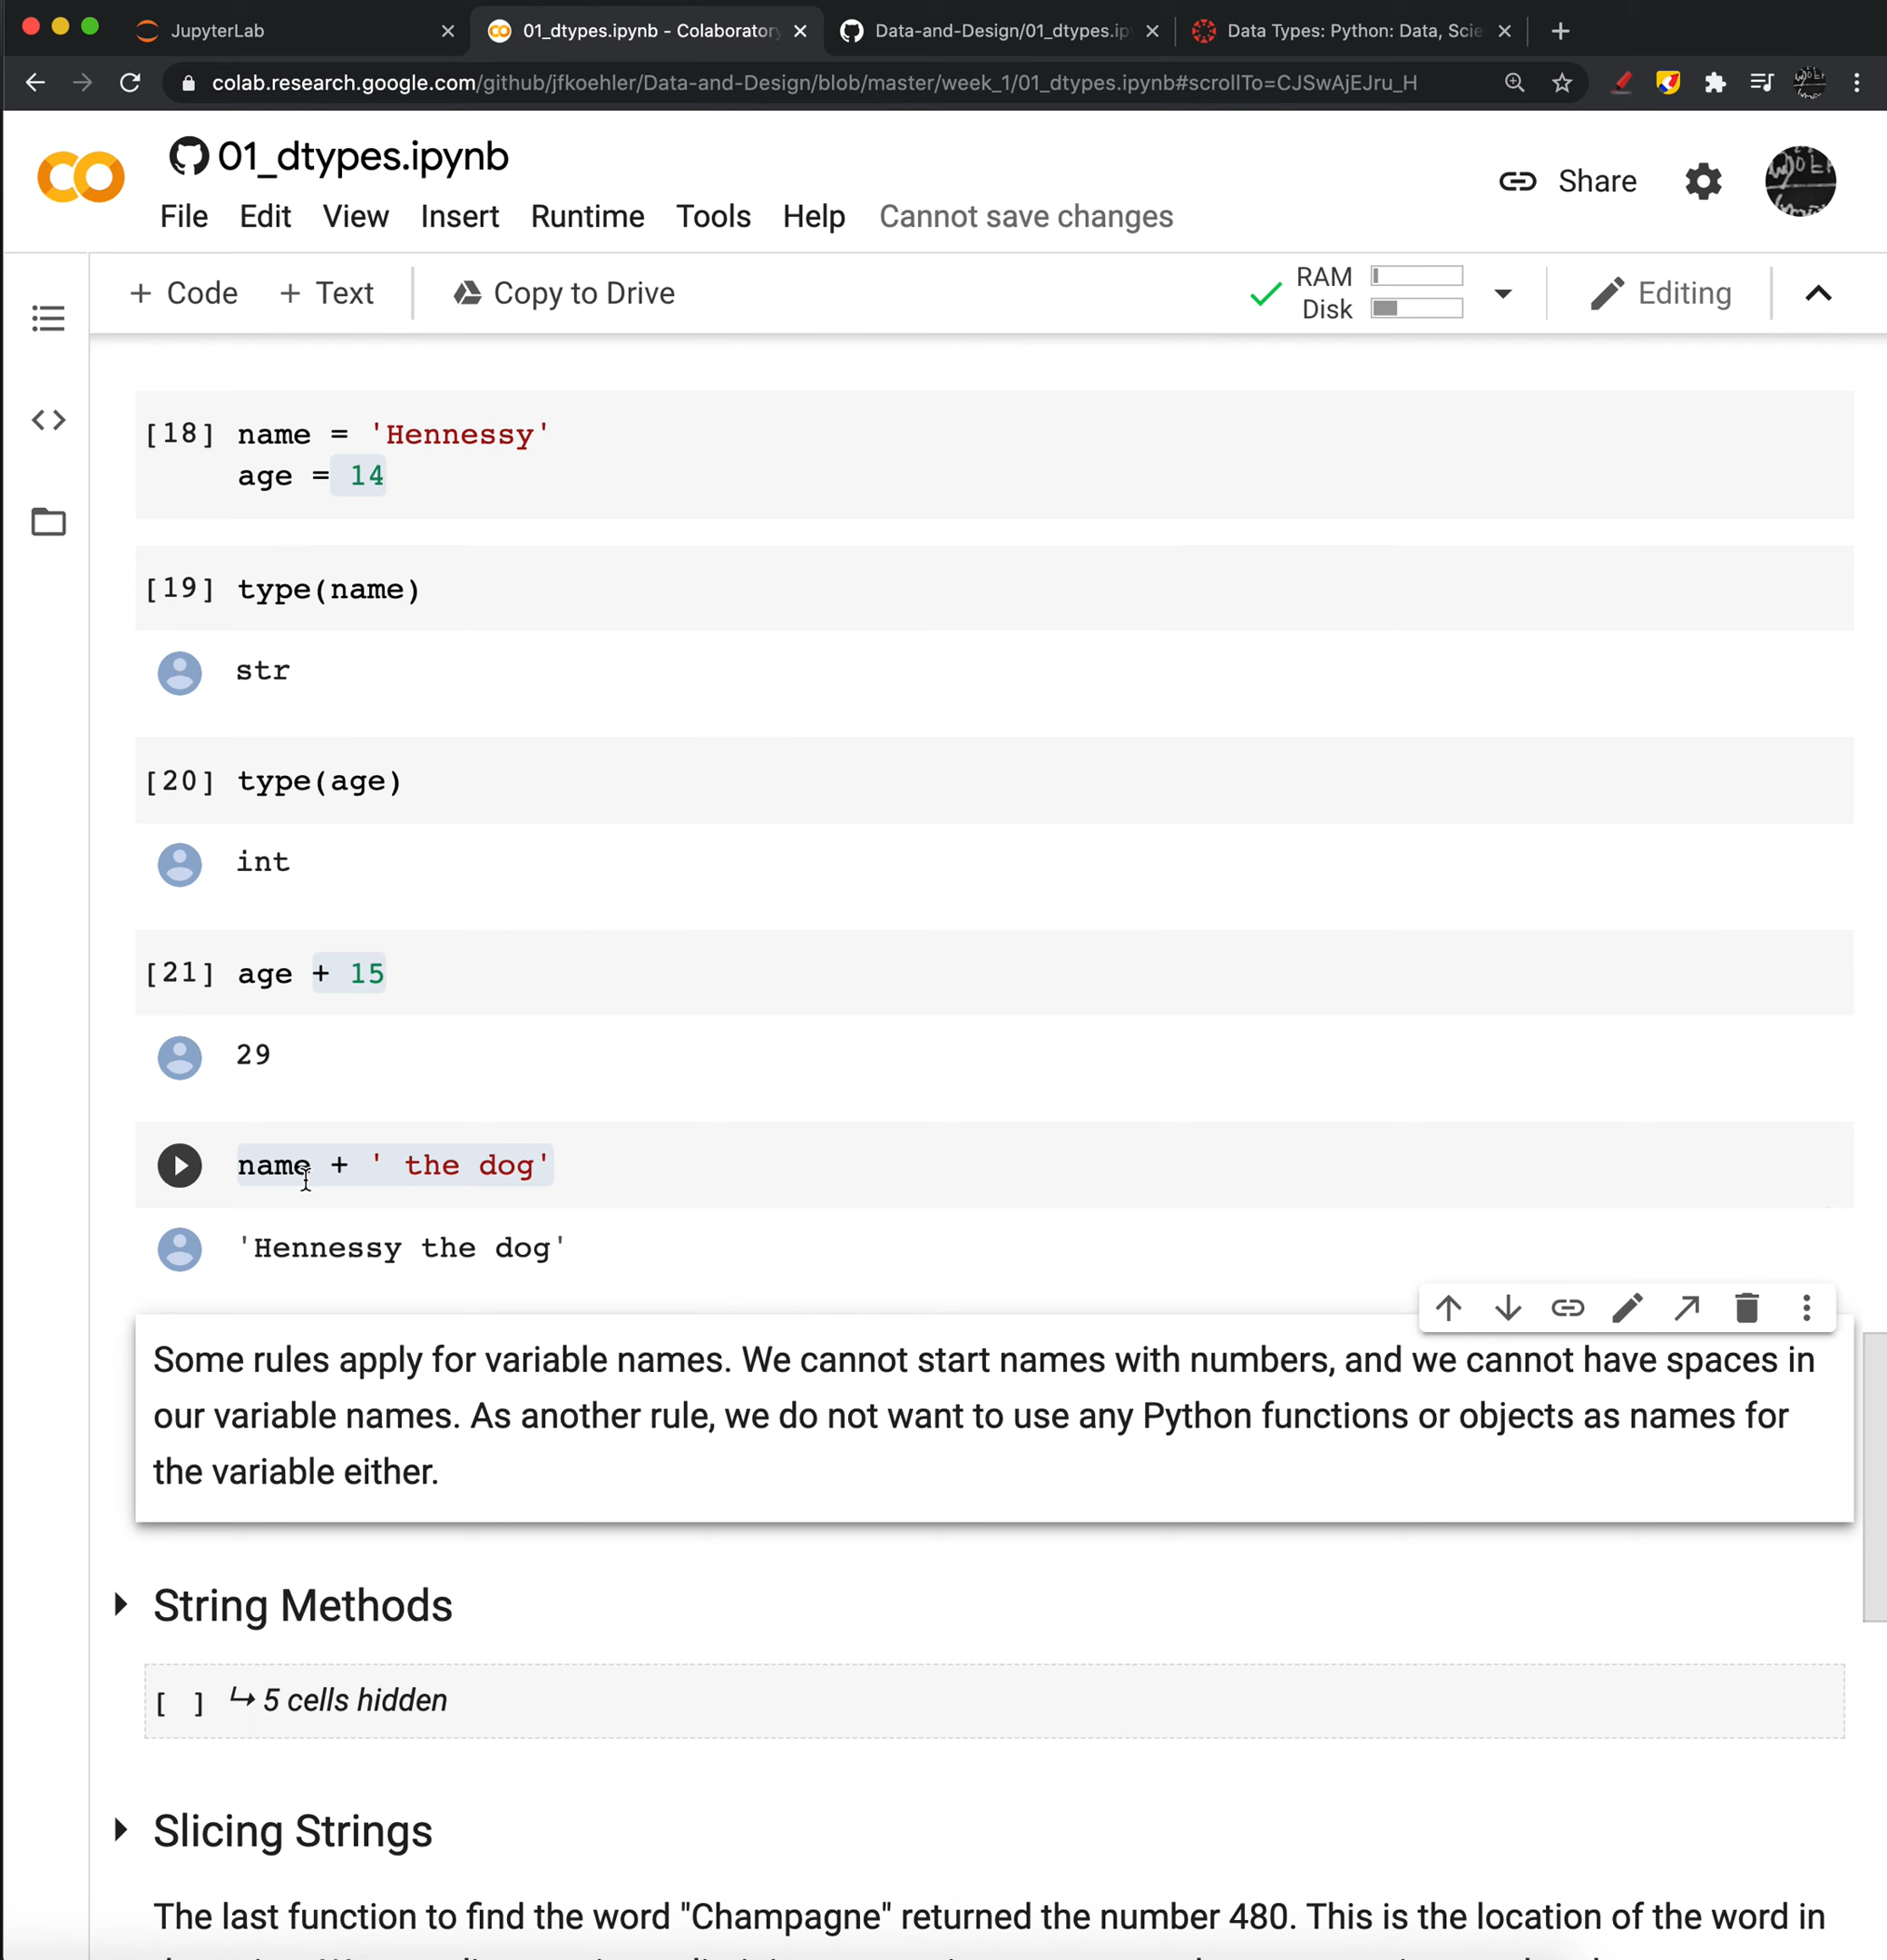 JupyterLab
01_dtypes.ipynb - Colaboratory
Data-and-Design/01_dtypes.ip
Data Types: Python: Data, Scie
colab.research.google.com/github/jfkoehler/Data-and-Design/blob/master/week_1/01_dtypes.ipynb#scrollTo=CJSwAjEJru_H
01_dtypes.ipynb
Share
File Edit View Insert Runtime Tools Help Cannot save changes
+ Code + Text Copy to Drive
RAM
Disk
Editing
[18] name = 'Hennessy'
age = 14
[19] type(name)
str
[20] type(age)
int
[21] age + 15
29
name + ' the dog'
'Hennessy the dog'
Some rules apply for variable names. We cannot start names with numbers, and we cannot have spaces in
our variable names. As another rule, we do not want to use any Python functions or objects as names for
the variable either.
String Methods
[ ] ↳ 5 cells hidden
Slicing Strings
The last function to find the word "Champagne" returned the number 480. This is the location of the word in